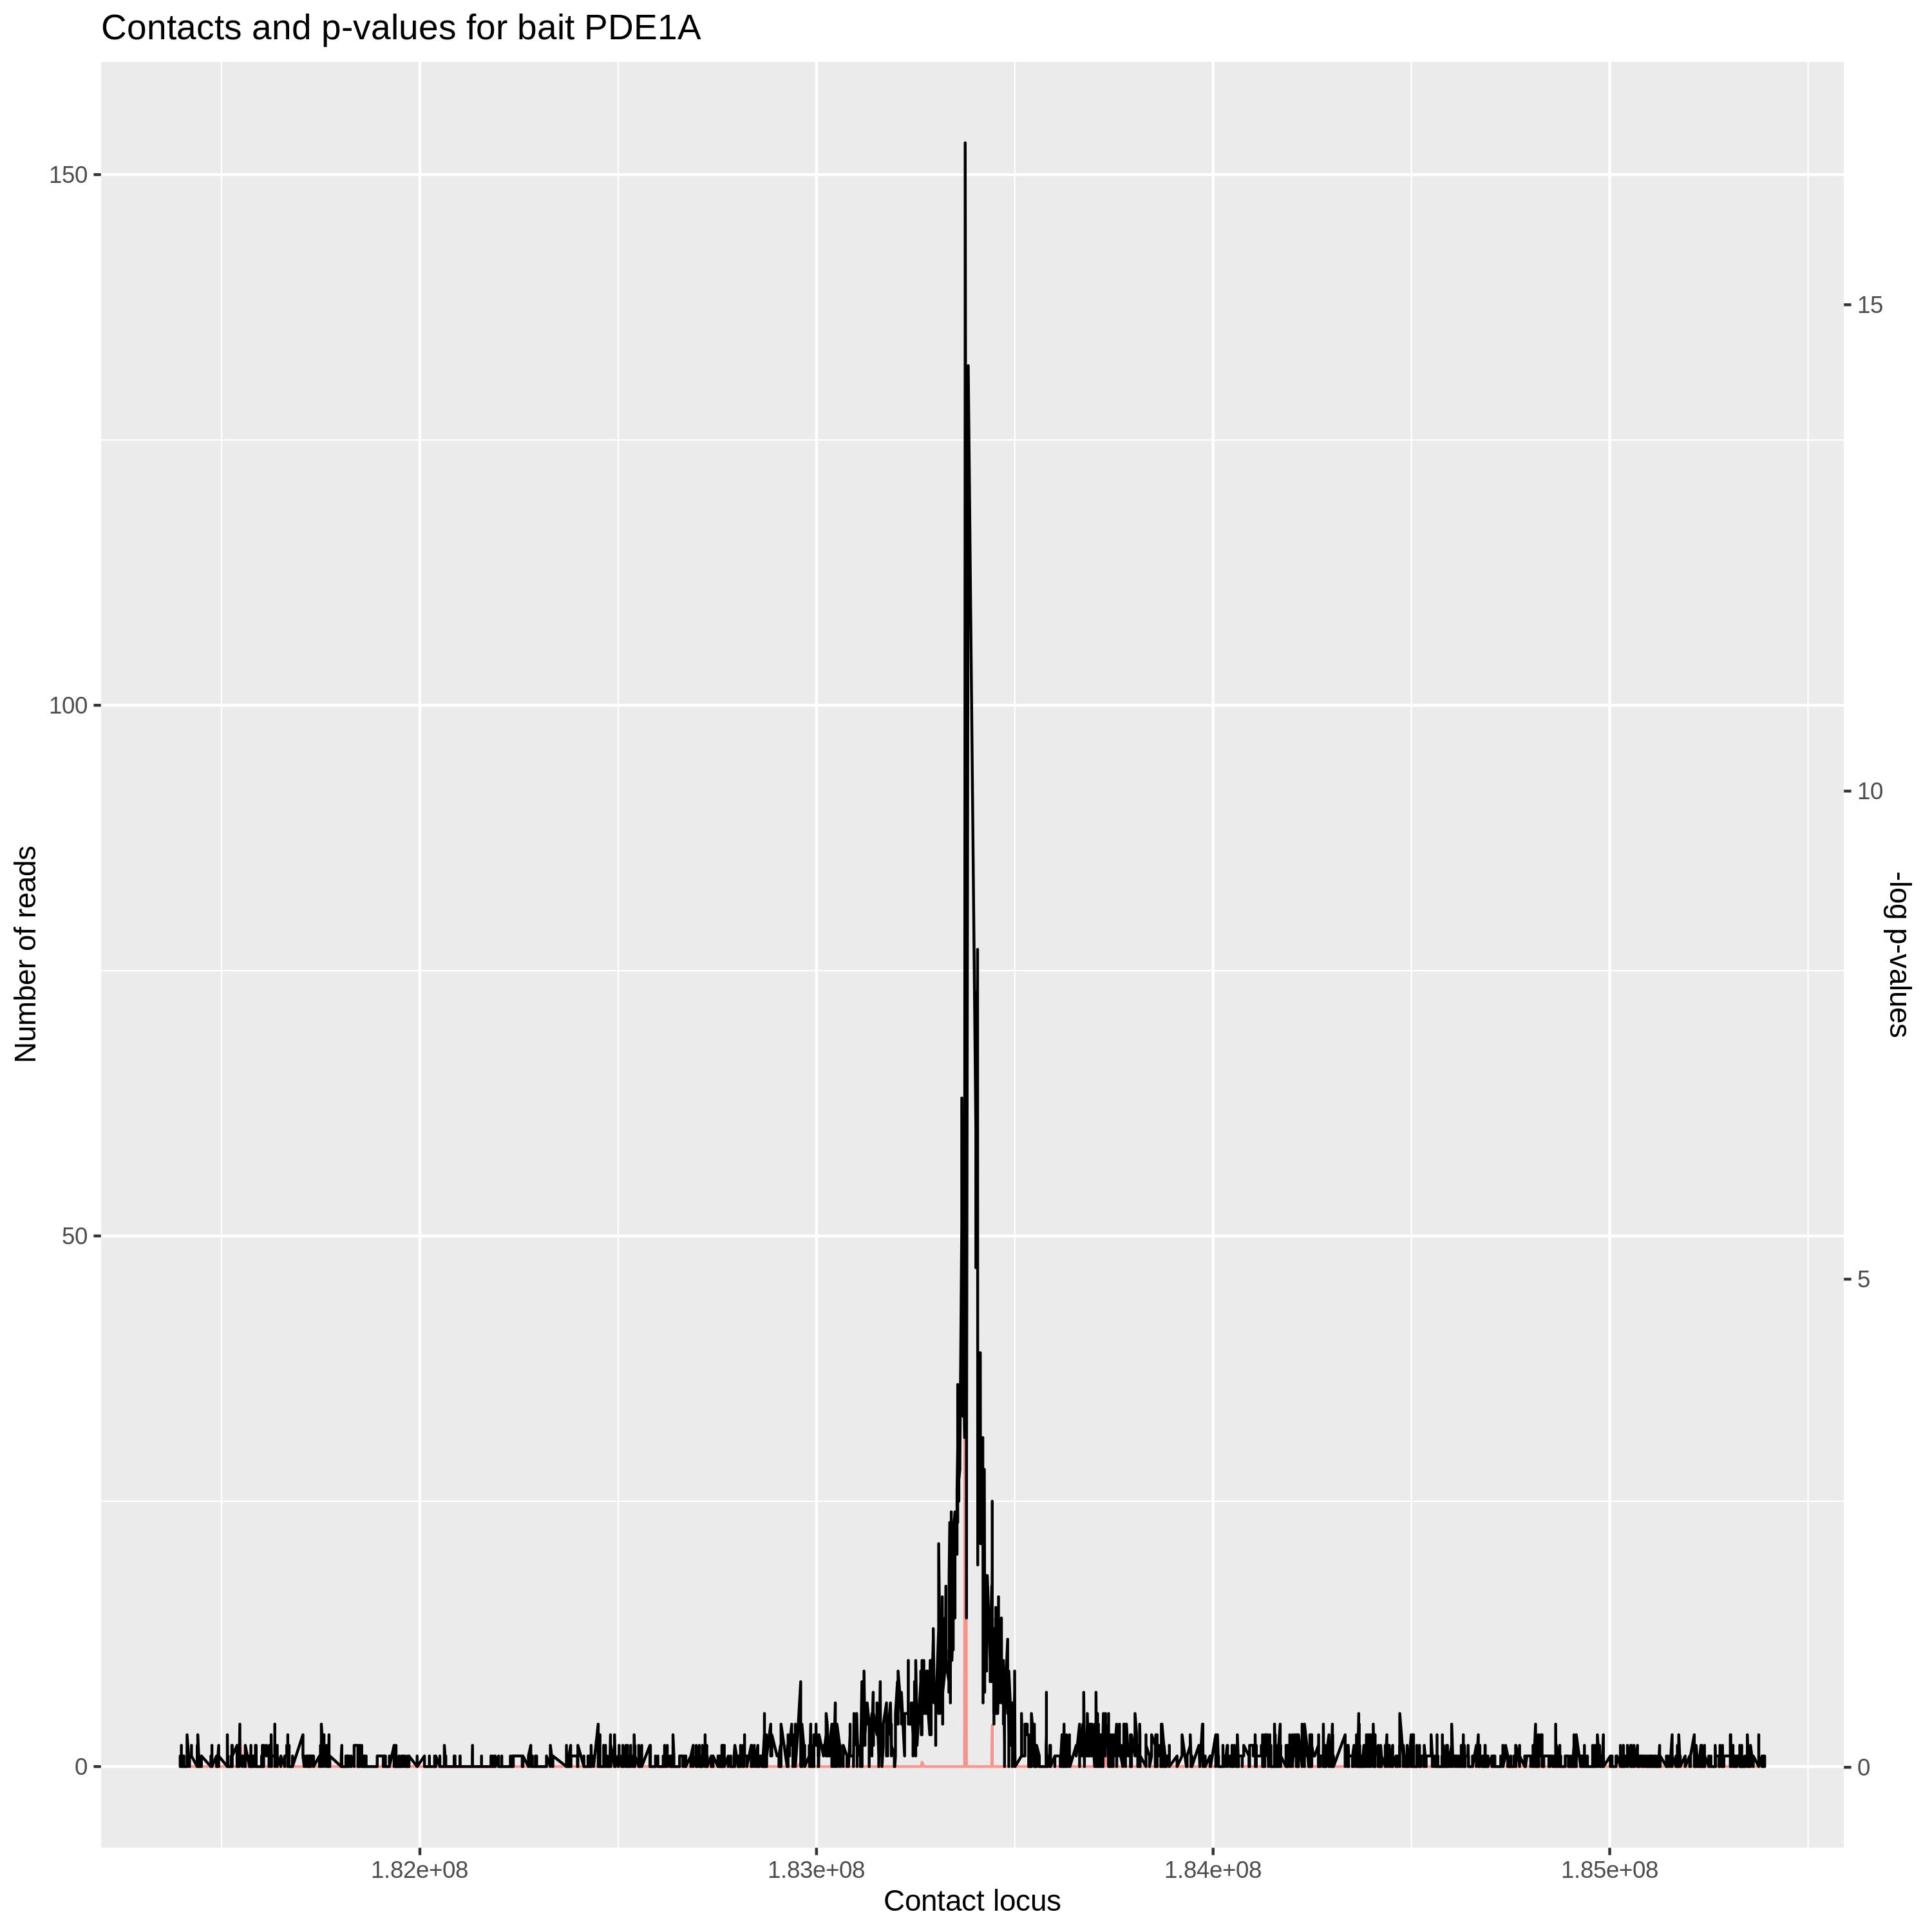 Contacts and p-values for bait PDE1A
150
100
50
0
Number of reads
15
10
5
0
-log p-values
1.82e+08
1.83e+08
1.84e+08
1.85e+08
Contact locus